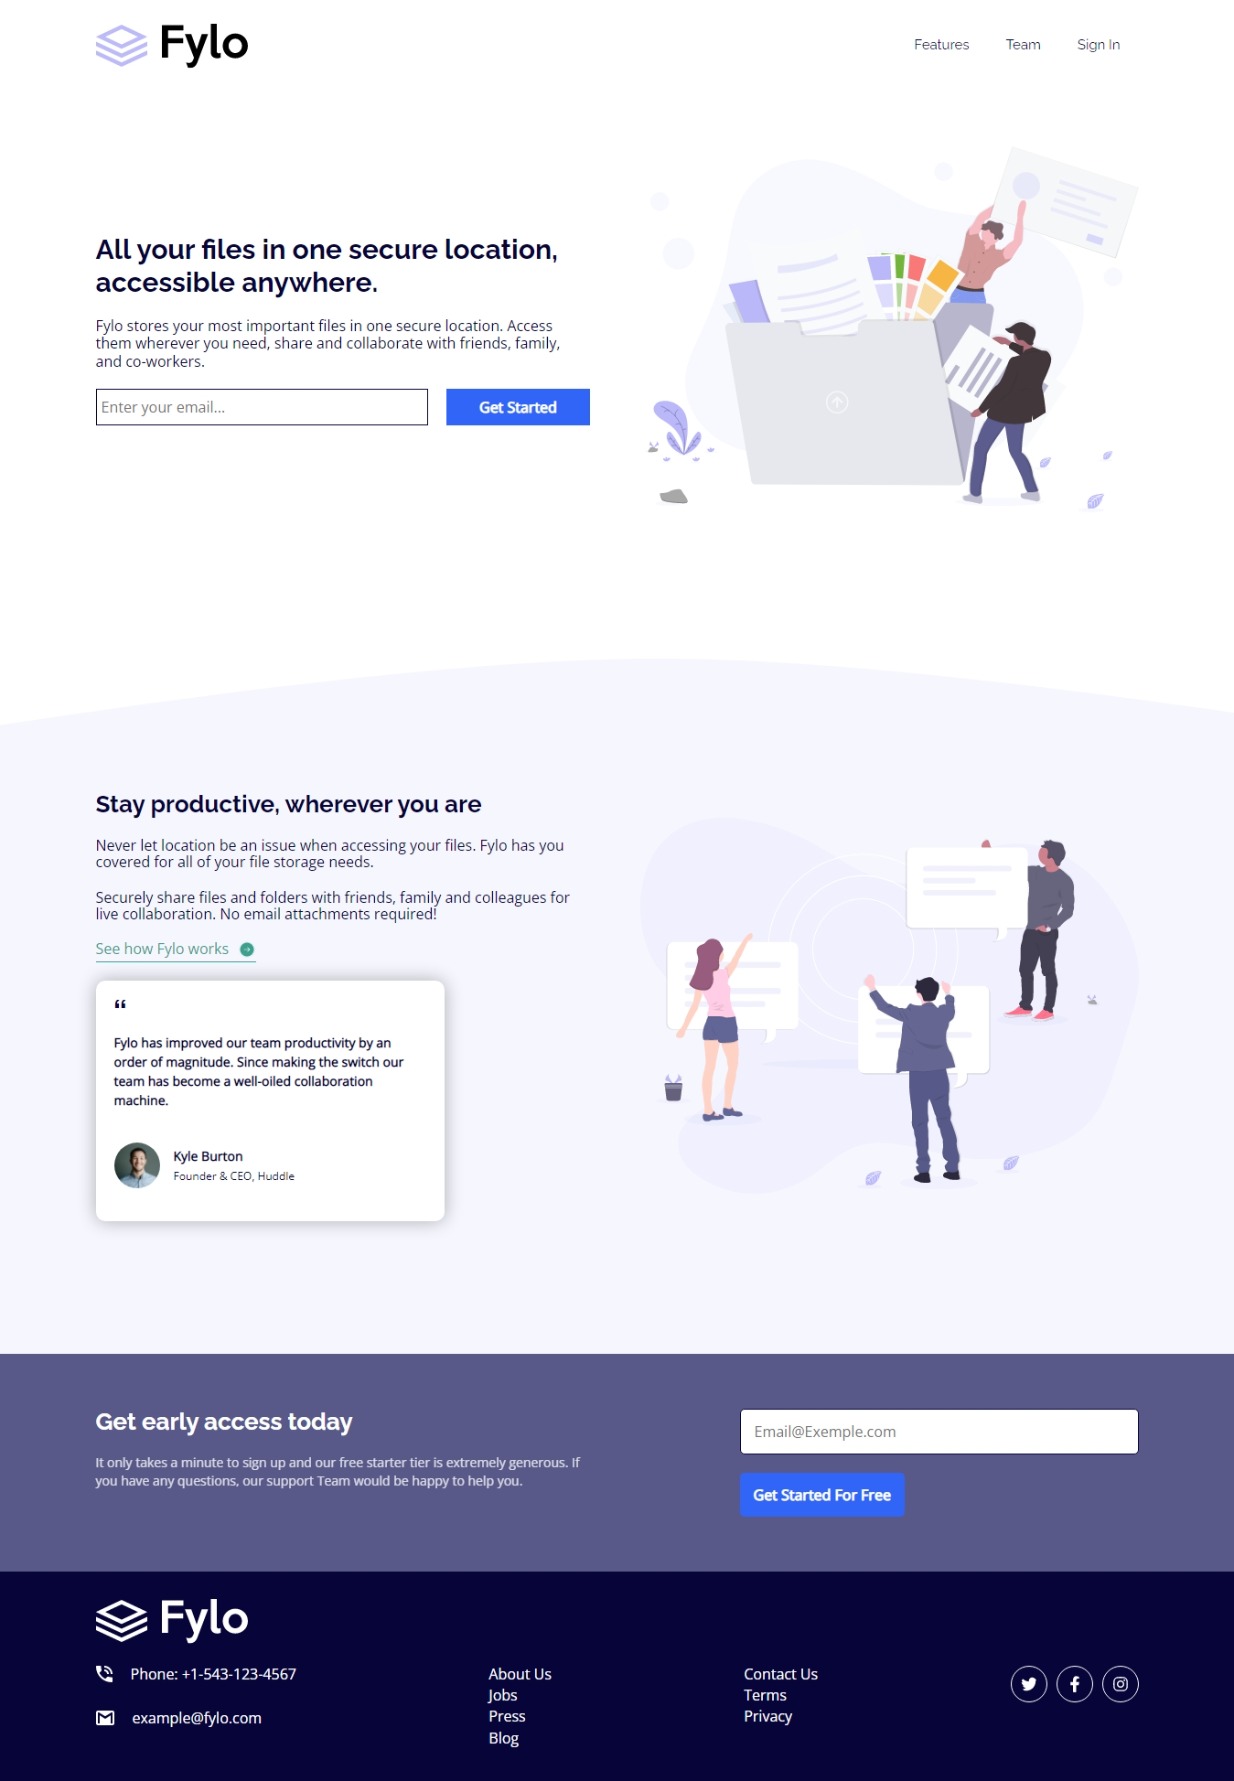 Fylo
Features
Team
Sign In
All your files in one secure location,
accessible anywhere.
Fylo stores your most important files in one secure location. Access
them wherever you need, share and collaborate with friends, family,
and co-workers.
Enter your email...
Get Started
Stay productive, wherever you are
Never let location be an issue when accessing your files. Fylo has you
covered for all of your file storage needs.
Securely share files and folders with friends, family and colleagues for
live collaboration. No email attachments required!
See how Fylo works
“
Fylo has improved our team productivity by an
order of magnitude. Since making the switch our
team has become a well-oiled collaboration
machine.
Kyle Burton
Founder & CEO, Huddle
Get early access today
It only takes a minute to sign up and our free starter tier is extremely generous. If
you have any questions, our support Team would be happy to help you.
Email@Exemple.com
Get Started For Free
Fylo
Phone: +1-543-123-4567
example@fylo.com
About Us
Jobs
Press
Blog
Contact Us
Terms
Privacy